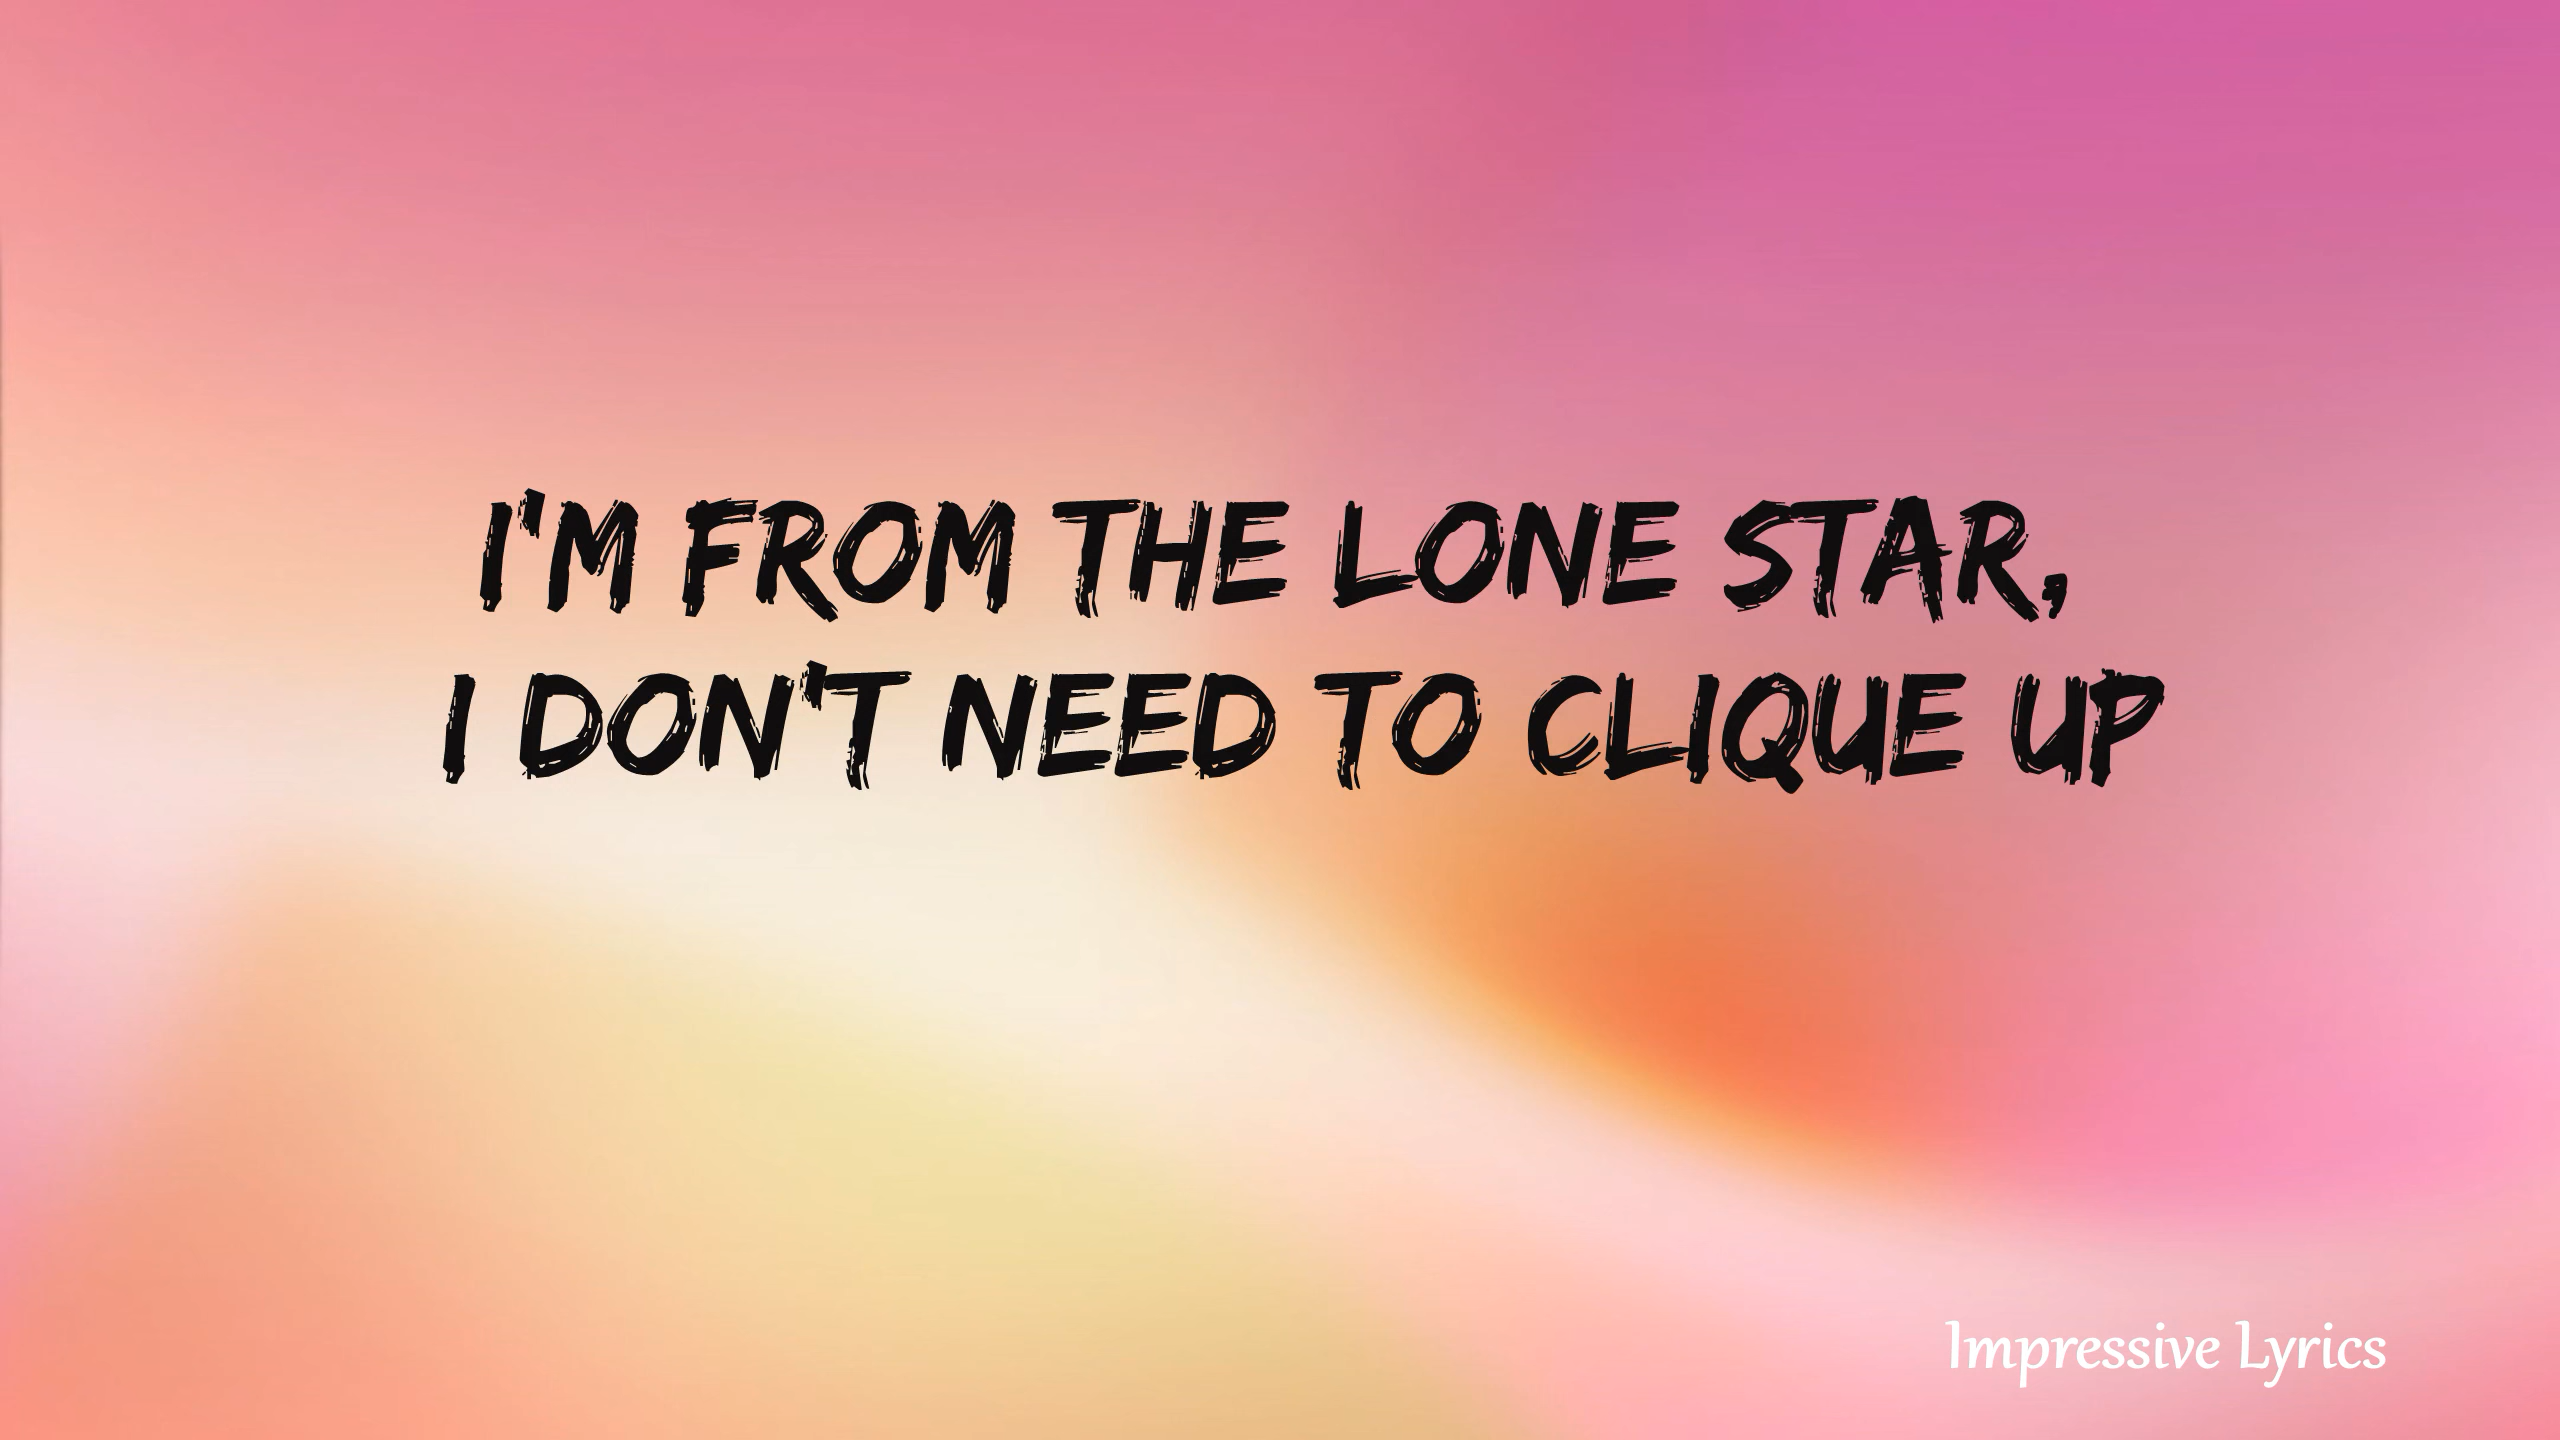 I'M FROM THE LONE STAR,
I DON'T NEED TO CLIQUE UP
Impressive Lyrics